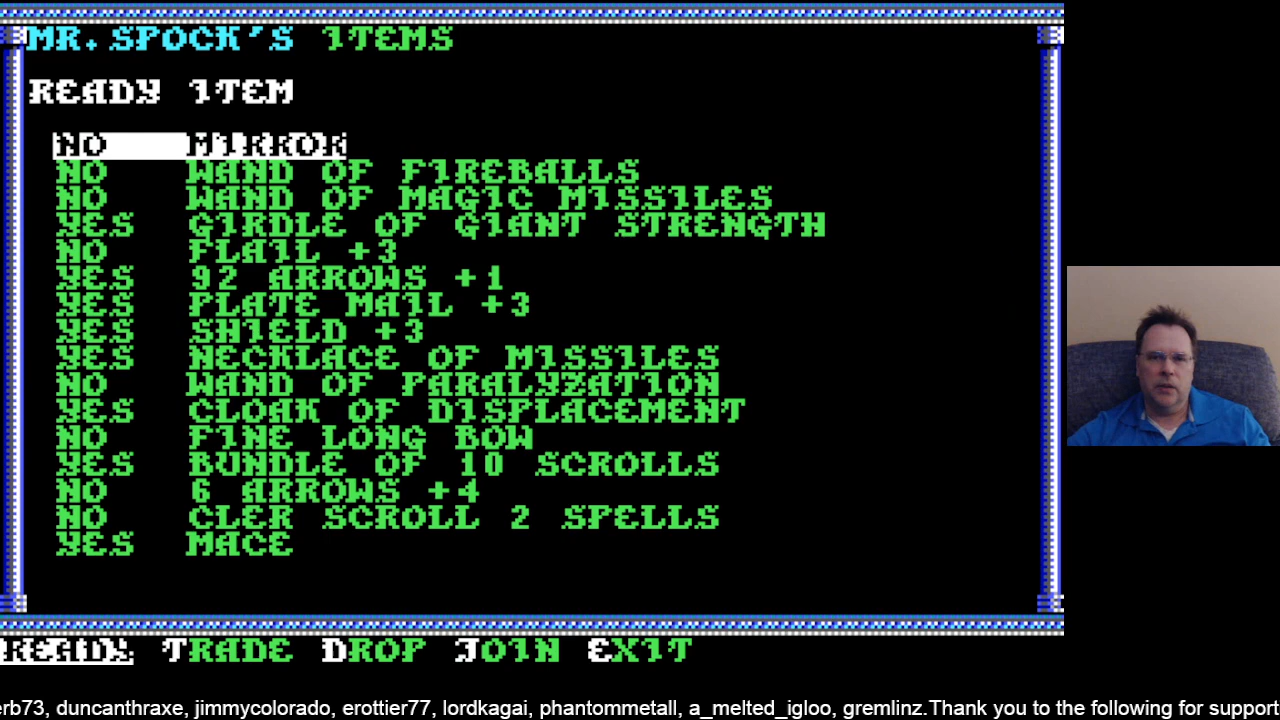 MR. SPOCK'S ITEMS
READY ITEM
NO MIRROR
NO WAND OF FIREBALLS
NO WAND OF MAGIC MISSILES
YES GIRDLE OF GIANT STRENGTH
NO FLAIL +3
YES 92 ARROWS +1
YES PLATE MAIL +3
YES SHIELD +3
YES NECKLACE OF MISSILES
NO WAND OF PARALYZATION
YES CLOAK OF DISPLACEMENT
NO FINE LONG BOW
YES BUNDLE OF 10 SCROLLS
NO 6 ARROWS +4
NO CLER SCROLL 2 SPELLS
YES MACE
READY TRADE DROP JOIN EXIT
erb73, duncanthraxe, jimmycolorado, erottier77, lordkagai, phantommetall, a_melted_igloo, gremlinz.Thank you to the following for support